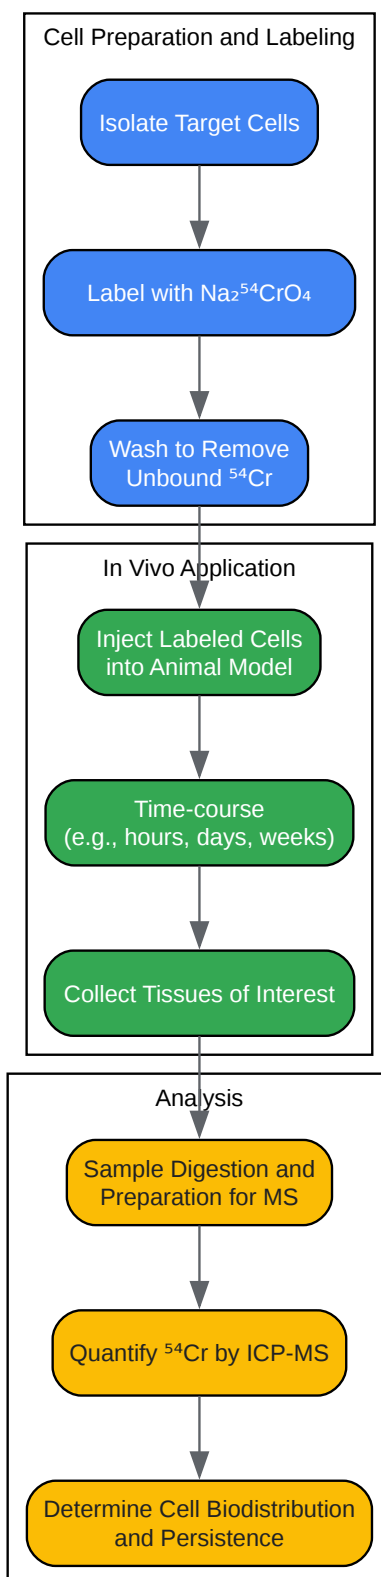 Cell Preparation and Labeling
Isolate Target Cells
Label with Na₂⁵⁴CrO₄
Wash to Remove
Unbound ⁵⁴Cr
In Vivo Application
Inject Labeled Cells
into Animal Model
Time-course
(e.g., hours, days, weeks)
Collect Tissues of Interest
Analysis
Sample Digestion and
Preparation for MS
Quantify ⁵⁴Cr by ICP-MS
Determine Cell Biodistribution
and Persistence